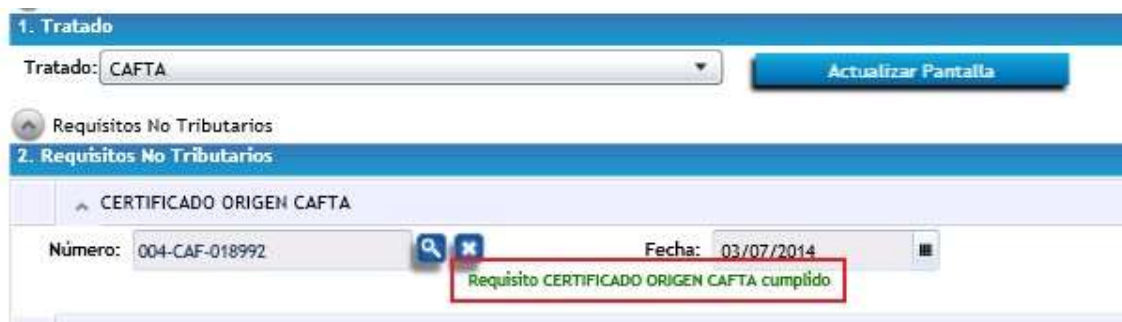 1. Tratado
Tratado: CAFTA
Actualizar Pantalla
Requisitos No Tributarios
2. Requisitos No Tributarios
CERTIFICADO ORIGEN CAFTA
Número: 004-CAF-018992 Fecha: 03/07/2014
Requisito CERTIFICADO ORIGEN CAFTA cumplido